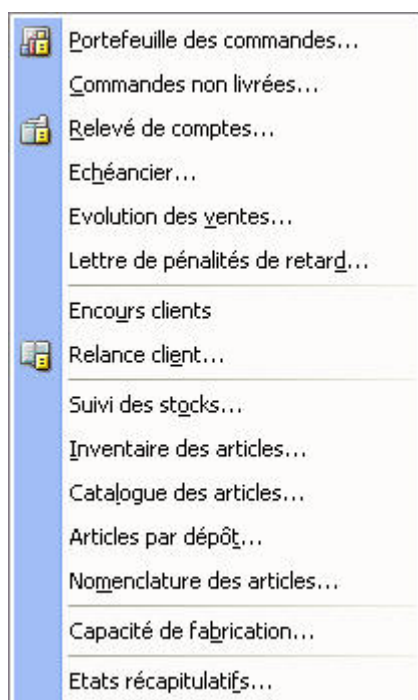 Portefeuille des commandes...
Commandes non livrées...
Relevé de comptes...
Echéancier...
Evolution des ventes...
Lettre de pénalités de retard...
Encours clients
Relance client...
Suivi des stocks...
Inventaire des articles...
Catalogue des articles...
Articles par dépôt...
Nomenclature des articles...
Capacité de fabrication...
Etats récapitulatifs...